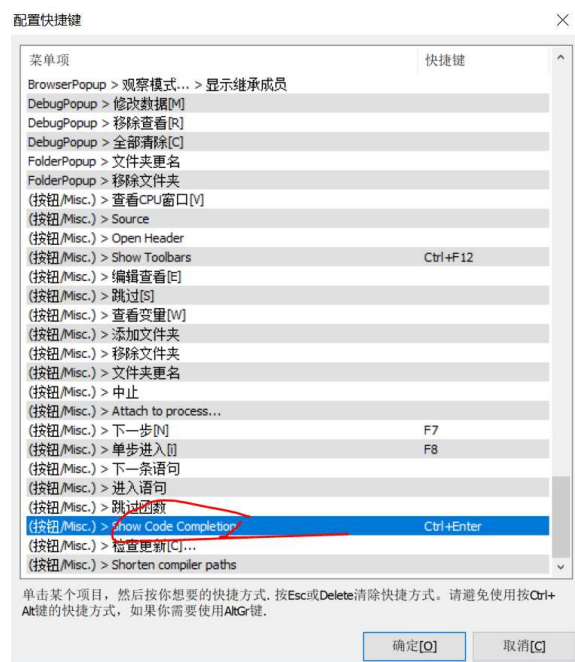 配置快捷键
菜单项 快捷键
BrowserPopup > 观察模式... > 显示继承成员
DebugPopup > 修改数据[M]
DebugPopup > 移除查看[R]
DebugPopup > 全部清除[C]
FolderPopup > 文件夹更名
FolderPopup > 移除文件夹
(按钮/Misc.) > 查看CPU窗口[V]
(按钮/Misc.) > Source
(按钮/Misc.) > Open Header
(按钮/Misc.) > Show Toolbars Ctrl+F12
(按钮/Misc.) > 编辑查看[E]
(按钮/Misc.) > 跳过[S]
(按钮/Misc.) > 查看变量[W]
(按钮/Misc.) > 添加文件夹
(按钮/Misc.) > 移除文件夹
(按钮/Misc.) > 文件夹更名
(按钮/Misc.) > 中止
(按钮/Misc.) > Attach to process...
(按钮/Misc.) > 下一步[N] F7
(按钮/Misc.) > 单步进入[i] F8
(按钮/Misc.) > 下一条语句
(按钮/Misc.) > 进入语句
(按钮/Misc.) > 跳过函数
(按钮/Misc.) > Show Code Completion Ctrl+Enter
(按钮/Misc.) > 检查更新[C]...
(按钮/Misc.) > Shorten compiler paths
单击某个项目，然后按你想要的快捷方式. 按Esc或Delete清除快捷方式。请避免使用按Ctrl+
Alt键的快捷方式，如果你需要使用AltGr键.
确定[O] 取消[C]